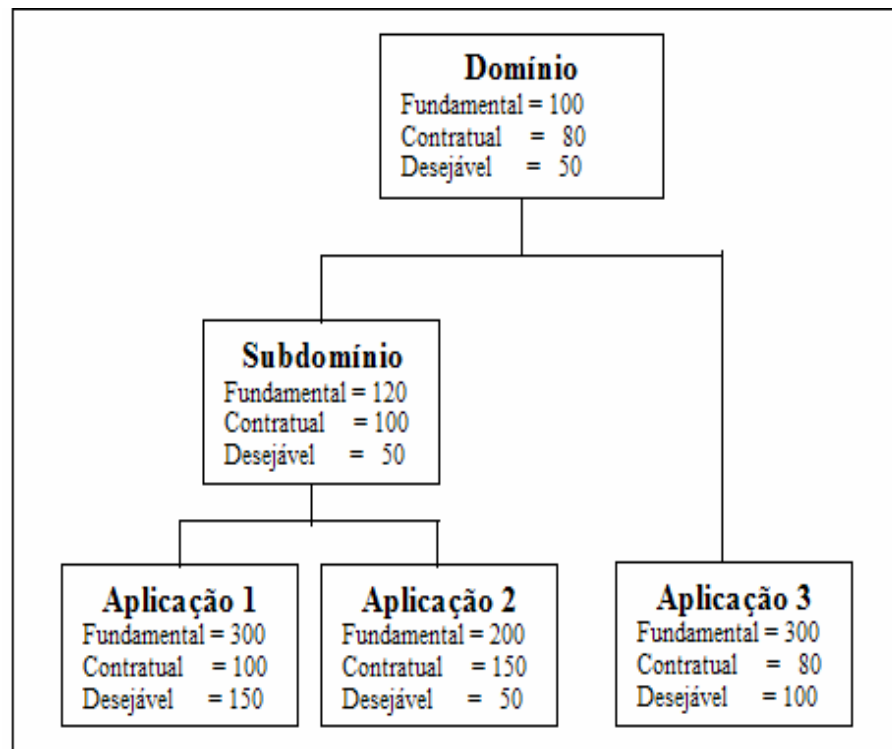 Domínio
Fundamental = 100
Contratual = 80
Desejável = 50
Subdomínio
Fundamental = 120
Contratual = 100
Desejável = 50
Aplicação 1
Fundamental = 300
Contratual = 100
Desejável = 150
Aplicação 2
Fundamental = 200
Contratual = 150
Desejável = 50
Aplicação 3
Fundamental = 300
Contratual = 80
Desejável = 100